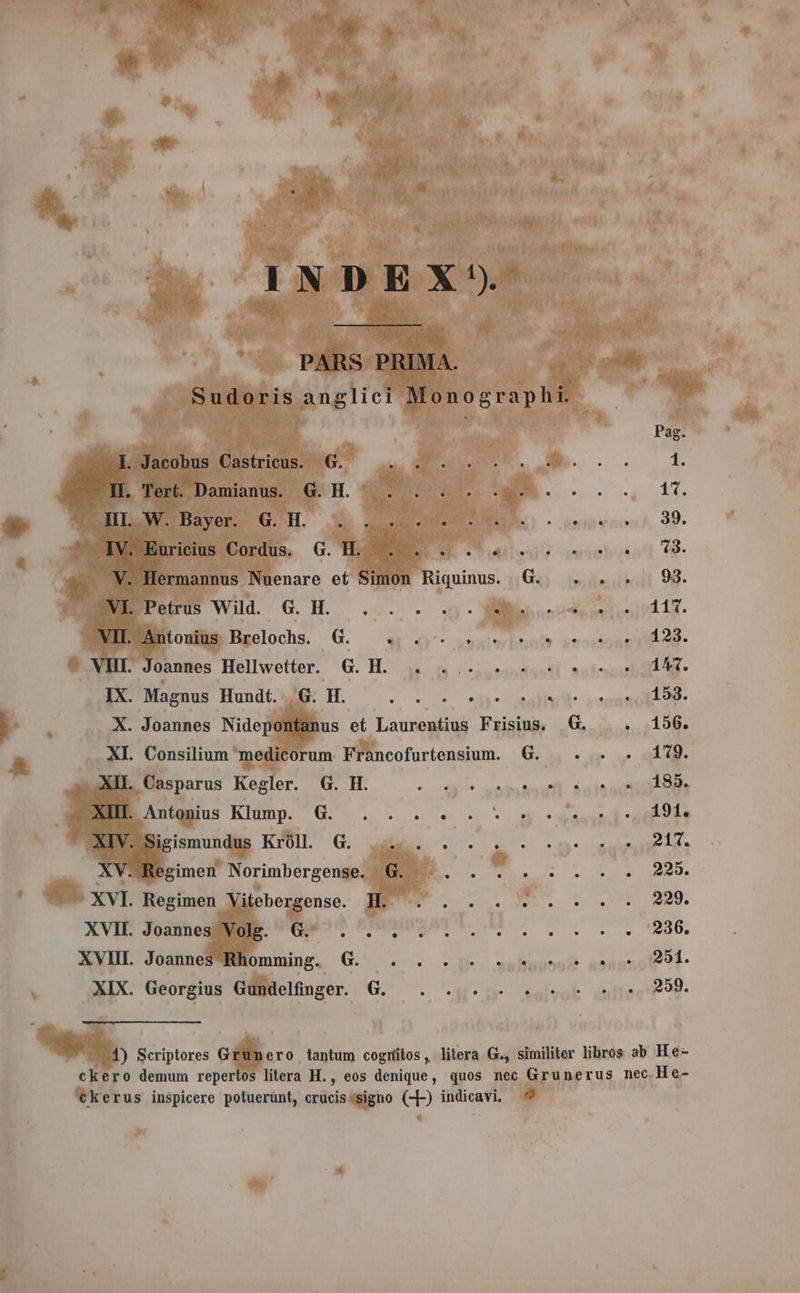 INDEX¹).
PARS PRIMA.
Sudoris anglici Monographi.
Pag.
I. Jacobus Castricus. G. . . . . . . . . . 1.
II. Tert. Damianus. G. H. . . . . . . . . . 17.
III. W. Bayer. G. H. . . . . . . . . . 39.
IV. Euricius Cordus. G. H. . . . . . . . . . 73.
V. Hermannus Nuenare et Simon Riquinus. G. . . . . 93.
VI. Petrus Wild. G. H. . . . . . . . . . 117.
VII. Antonius Brelochs. G. . . . . . . . . . 123.
VIII. Joannes Hellwetter. G. H. . . . . . . . . . 147.
IX. Magnus Hundt. G. H. . . . . . . . . . 153.
X. Joannes Nidepontanus et Laurentius Frisius. G. . 156.
XI. Consilium medicorum Francofurtensium. G. . . . . 179.
XII. Casparus Kegler. G. H. . . . . . . . . . 185.
XIII. Antonius Klump. G. . . . . . . . . . 191.
XIV. Sigismundus Kröll. G. . . . . . . . . . 217.
XV. Regimen Norimbergense. G. . . . . . . . . 225.
XVI. Regimen Vitebergense. H. . . . . . . . . 229.
XVII. Joannes Volg. G. . . . . . . . . . 236.
XVIII. Joannes Rhomming. G. . . . . . . . . . 251.
XIX. Georgius Gundelfinger. G. . . . . . . . . 259.
1) Scriptores Grunero tantum cognitos, litera G., similiter libros ab He-
ckero demum repertos litera H., eos denique, quos nec Grunerus nec He-
ckerus inspicere potuerunt, crucis signo (+) indicavi.